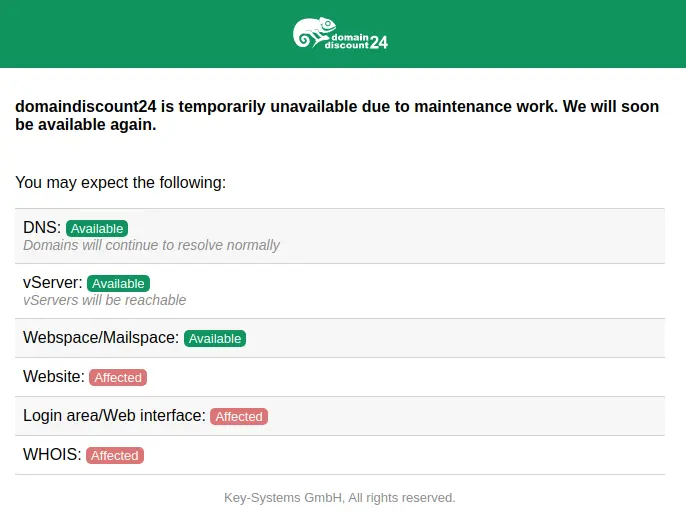 domain
discount24
domaindiscount24 is temporarily unavailable due to maintenance work. We will soon
be available again.
You may expect the following:
DNS: Available
Domains will continue to resolve normally
vServer: Available
vServers will be reachable
Webspace/Mailspace: Available
Website: Affected
Login area/Web interface: Affected
WHOIS: Affected
Key-Systems GmbH, All rights reserved.